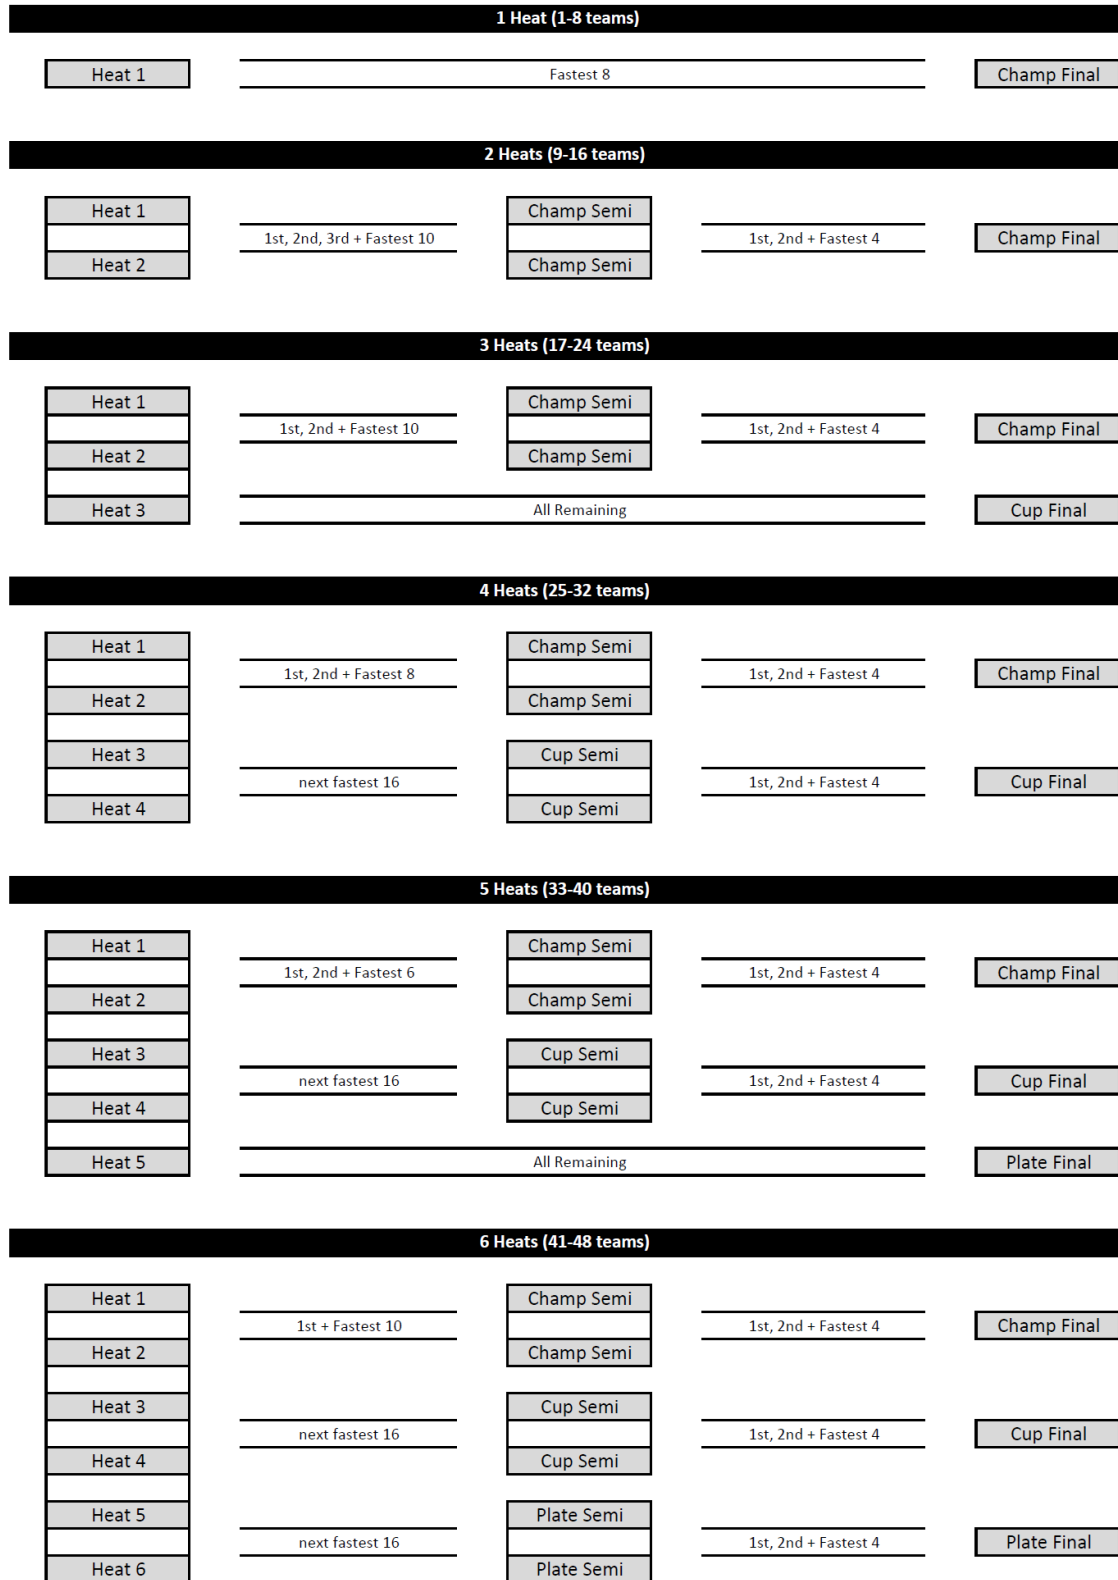 1 Heat (1-8 teams)
Heat 1 Fastest 8 Champ Final
2 Heats (9-16 teams)
Heat 1 Champ Semi
1st, 2nd, 3rd + Fastest 10 1st, 2nd + Fastest 4 Champ Final
Heat 2 Champ Semi
3 Heats (17-24 teams)
Heat 1 Champ Semi
1st, 2nd + Fastest 10 1st, 2nd + Fastest 4 Champ Final
Heat 2 Champ Semi
Heat 3 All Remaining Cup Final
4 Heats (25-32 teams)
Heat 1 Champ Semi
1st, 2nd + Fastest 8 1st, 2nd + Fastest 4 Champ Final
Heat 2 Champ Semi
Heat 3 Cup Semi
next fastest 16 1st, 2nd + Fastest 4 Cup Final
Heat 4 Cup Semi
5 Heats (33-40 teams)
Heat 1 Champ Semi
1st, 2nd + Fastest 6 1st, 2nd + Fastest 4 Champ Final
Heat 2 Champ Semi
Heat 3 Cup Semi
next fastest 16 1st, 2nd + Fastest 4 Cup Final
Heat 4 Cup Semi
Heat 5 All Remaining Plate Final
6 Heats (41-48 teams)
Heat 1 Champ Semi
1st + Fastest 10 1st, 2nd + Fastest 4 Champ Final
Heat 2 Champ Semi
Heat 3 Cup Semi
next fastest 16 1st, 2nd + Fastest 4 Cup Final
Heat 4 Cup Semi
Heat 5 Plate Semi
next fastest 16 1st, 2nd + Fastest 4 Plate Final
Heat 6 Plate Semi